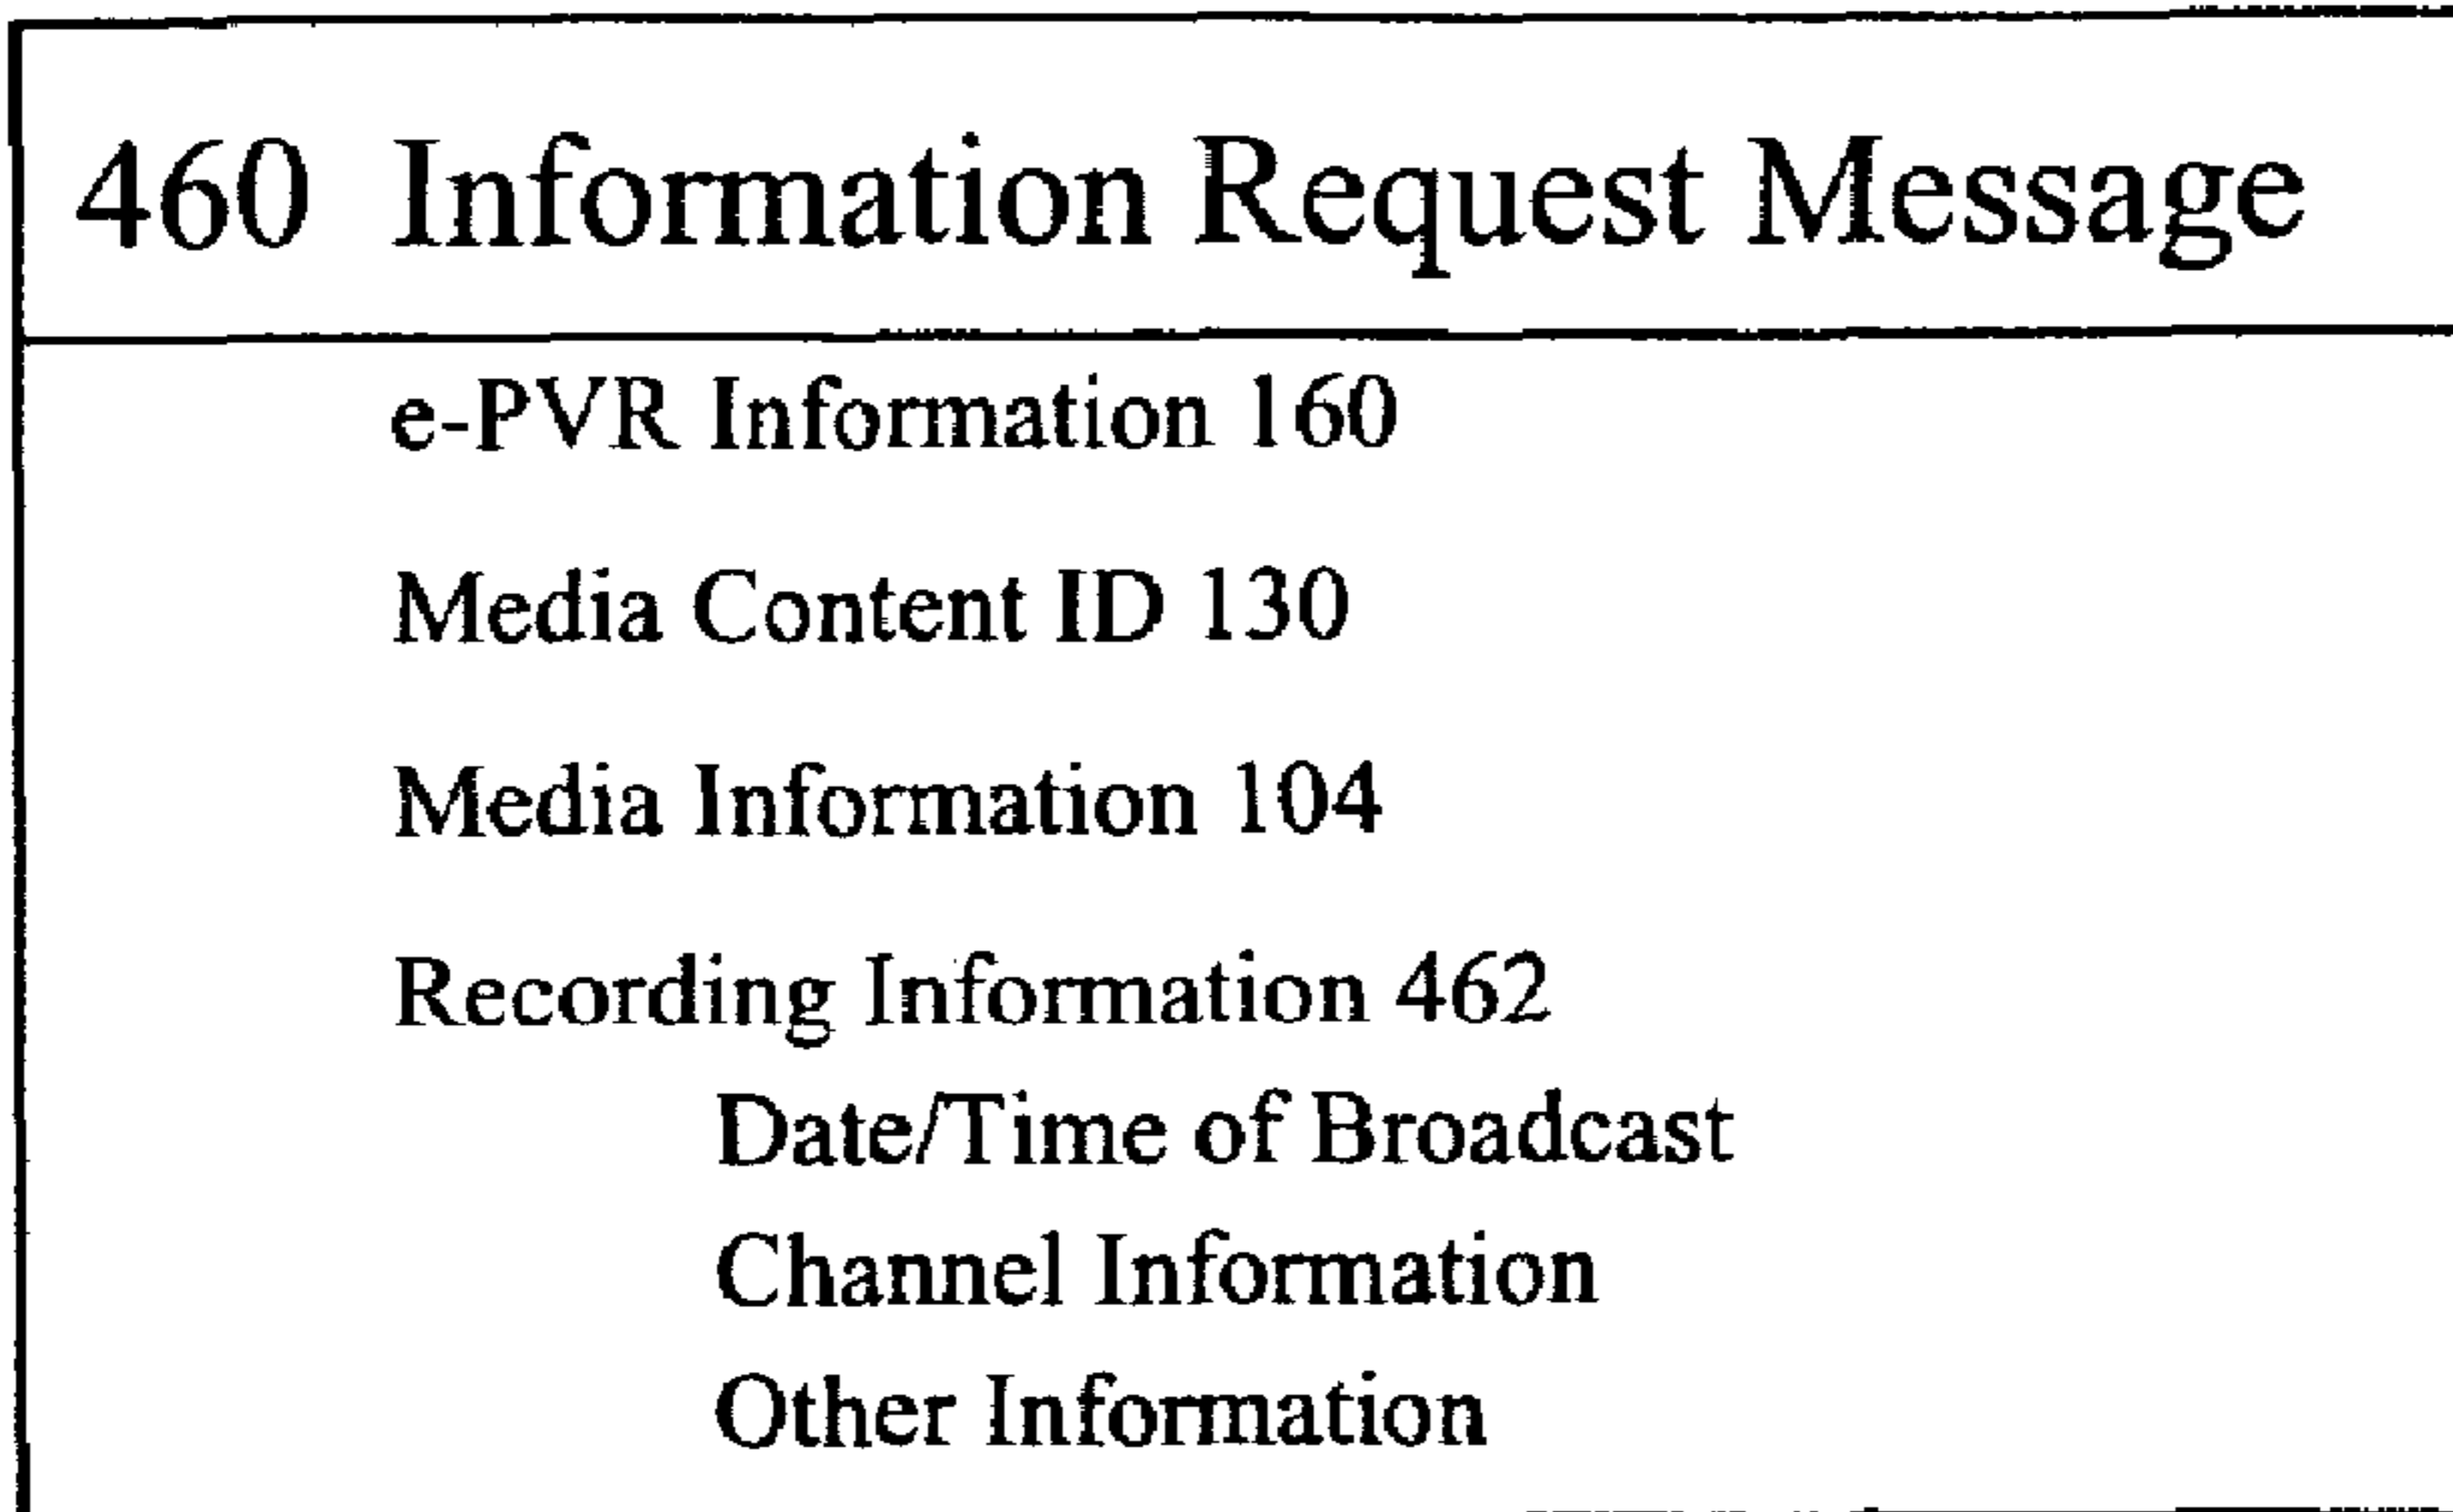 460 Information Request Message
e-PVR Information 160
Media Content ID 130
Media Information 104
Recording Information 462
Date/Time of Broadcast
Channel Information
Other Information